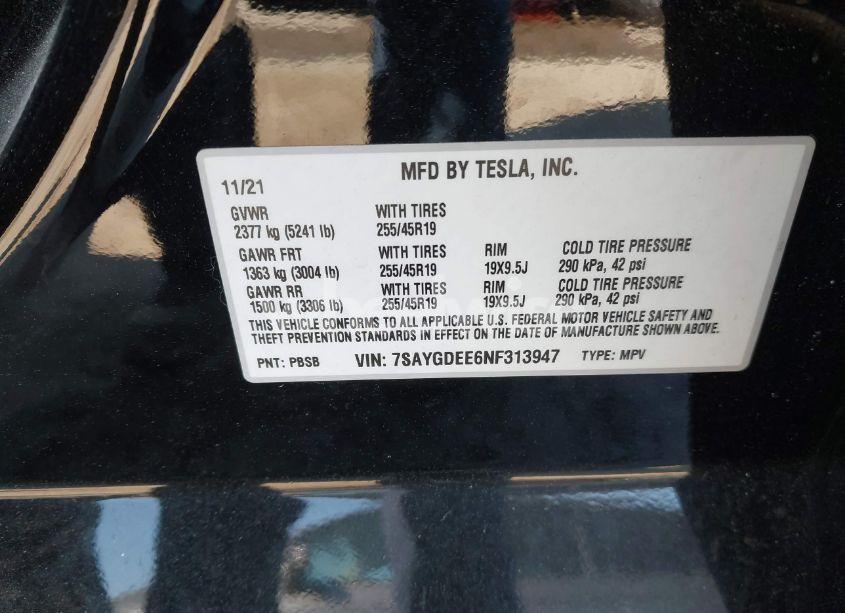 MFD BY TESLA, INC.
11/21
GVWR WITH TIRES
2377 kg (5241 lb) 255/45R19
GAWR FRT WITH TIRES RIM COLD TIRE PRESSURE
1363 kg (3004 lb) 255/45R19 19X9.5J 290 kPa, 42 psi
GAWR RR WITH TIRES RIM COLD TIRE PRESSURE
1500 kg (3306 lb) 255/45R19 19X9.5J 290 kPa, 42 psi
THIS VEHICLE CONFORMS TO ALL APPLICABLE U.S. FEDERAL MOTOR VEHICLE SAFETY AND
THEFT PREVENTION STANDARDS IN EFFECT ON THE DATE OF MANUFACTURE SHOWN ABOVE.
PNT: PBSB VIN: 7SAYGDEE6NF313947 TYPE: MPV